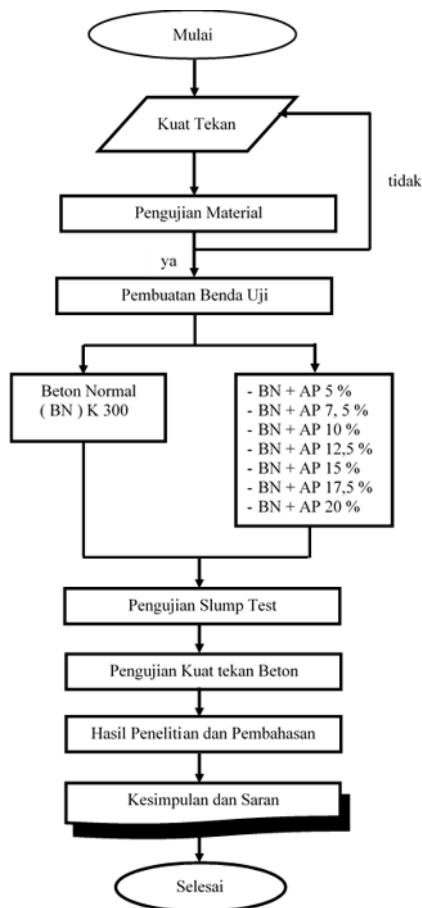 Mulai
Kuat Tekan
tidak
Pengujian Material
ya
Pembuatan Benda Uji
Beton Normal
( BN ) K 300
- BN + AP 5 %
- BN + AP 7, 5 %
- BN + AP 10 %
- BN + AP 12,5 %
- BN + AP 15 %
- BN + AP 17,5 %
- BN + AP 20 %
Pengujian Slump Test
Pengujian Kuat tekan Beton
Hasil Penelitian dan Pembahasan
Kesimpulan dan Saran
Selesai